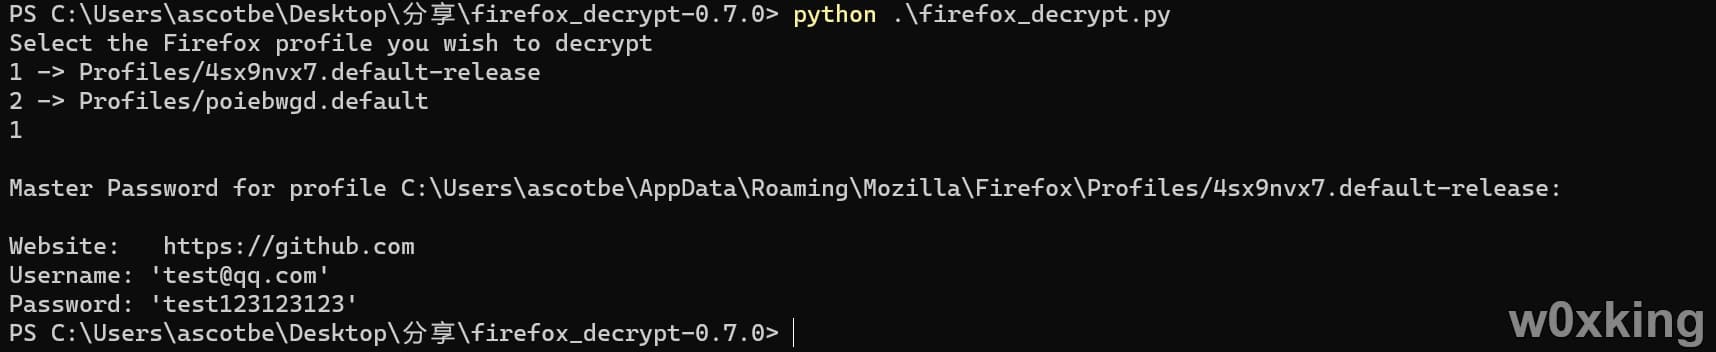 PS C:\Users\ascotbe\Desktop\分享\firefox_decrypt-0.7.0> python .\firefox_decrypt.py
Select the Firefox profile you wish to decrypt
1 -> Profiles/4sx9nvx7.default-release
2 -> Profiles/poiebwgd.default
1
Master Password for profile C:\Users\ascotbe\AppData\Roaming\Mozilla\Firefox\Profiles/4sx9nvx7.default-release:
Website:   https://github.com
Username: 'test@qq.com'
Password: 'test123123123'
PS C:\Users\ascotbe\Desktop\分享\firefox_decrypt-0.7.0>
w0xking